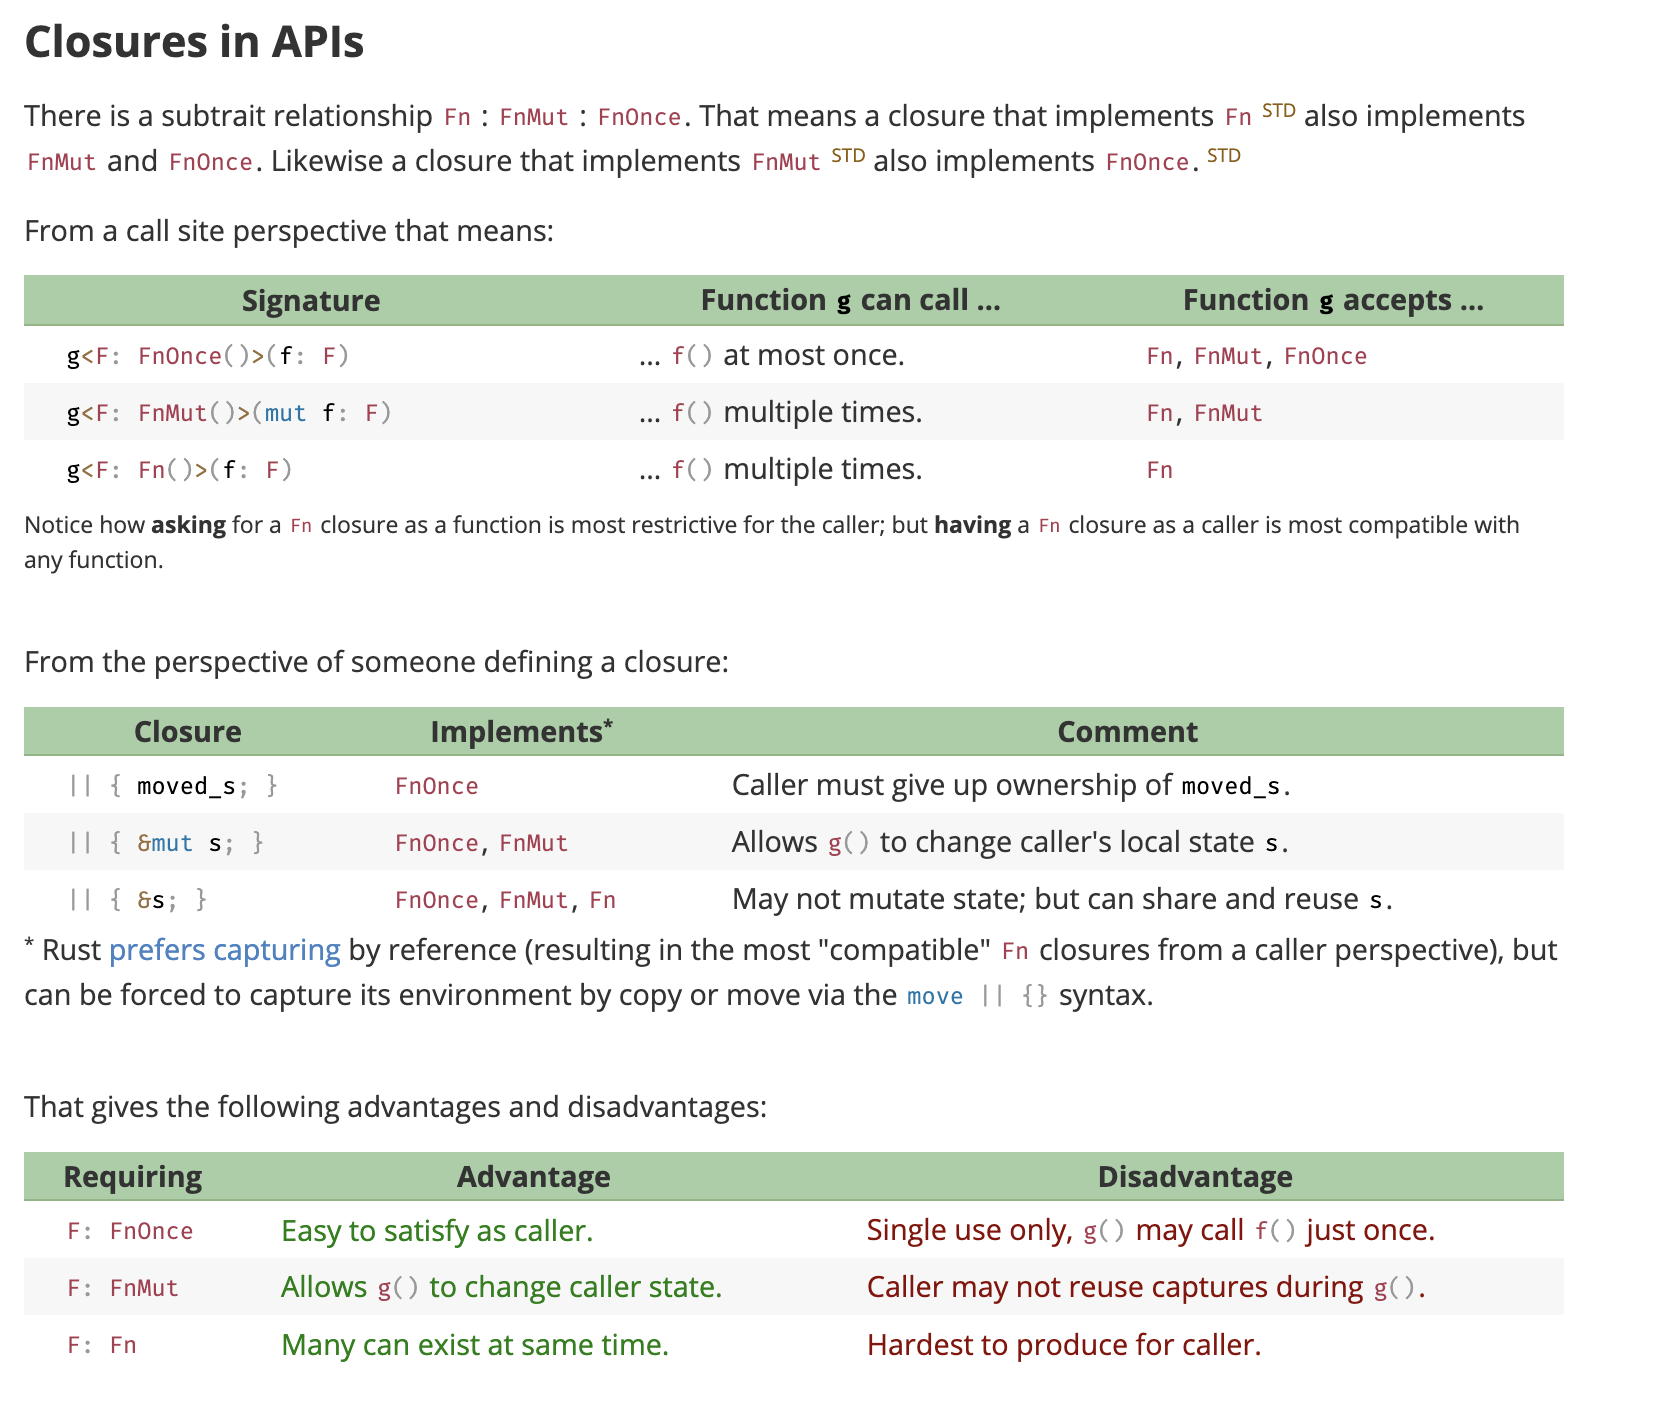 Closures in APIs
There is a subtrait relationship Fn : FnMut : FnOnce. That means a closure that implements Fn STD also implements
FnMut and FnOnce. Likewise a closure that implements FnMut STD also implements FnOnce. STD
From a call site perspective that means:
Signature Function g can call ... Function g accepts ...
g<F: FnOnce()>(f: F) ... f() at most once. Fn, FnMut, FnOnce
g<F: FnMut()>(mut f: F) ... f() multiple times. Fn, FnMut
g<F: Fn()>(f: F) ... f() multiple times. Fn
Notice how asking for a Fn closure as a function is most restrictive for the caller; but having a Fn closure as a caller is most compatible with
any function.
From the perspective of someone defining a closure:
Closure Implements* Comment
|| { moved_s; } FnOnce Caller must give up ownership of moved_s.
|| { &mut s; } FnOnce, FnMut Allows g() to change caller's local state s.
|| { &s; } FnOnce, FnMut, Fn May not mutate state; but can share and reuse s.
* Rust prefers capturing by reference (resulting in the most "compatible" Fn closures from a caller perspective), but
can be forced to capture its environment by copy or move via the move || {} syntax.
That gives the following advantages and disadvantages:
Requiring Advantage Disadvantage
F: FnOnce Easy to satisfy as caller. Single use only, g() may call f() just once.
F: FnMut Allows g() to change caller state. Caller may not reuse captures during g().
F: Fn Many can exist at same time. Hardest to produce for caller.